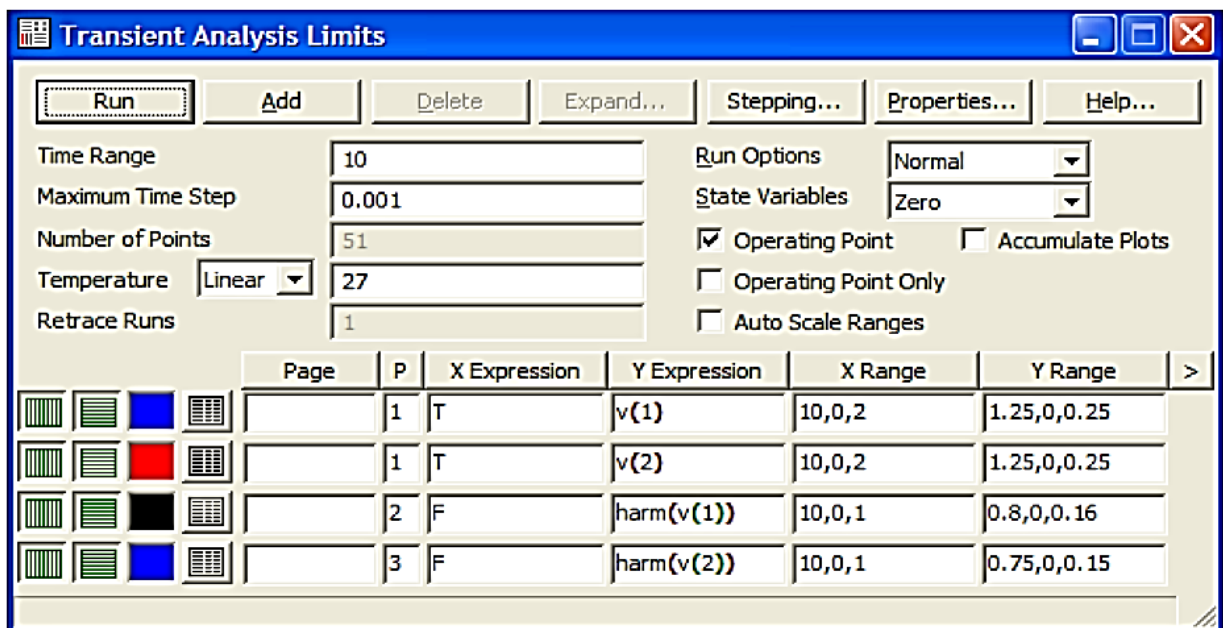 Transient Analysis Limits
Run Add Delete Expand... Stepping... Properties... Help...
Time Range 10 Run Options Normal
Maximum Time Step 0.001 State Variables Zero
Number of Points 51 Operating Point Accumulate Plots
Temperature Linear 27 Operating Point Only
Retrace Runs 1 Auto Scale Ranges
Page P X Expression Y Expression X Range Y Range >
1 T v(1) 10,0,2 1.25,0,0.25
1 T v(2) 10,0,2 1.25,0,0.25
2 F harm(v(1)) 10,0,1 0.8,0,0.16
3 F harm(v(2)) 10,0,1 0.75,0,0.15